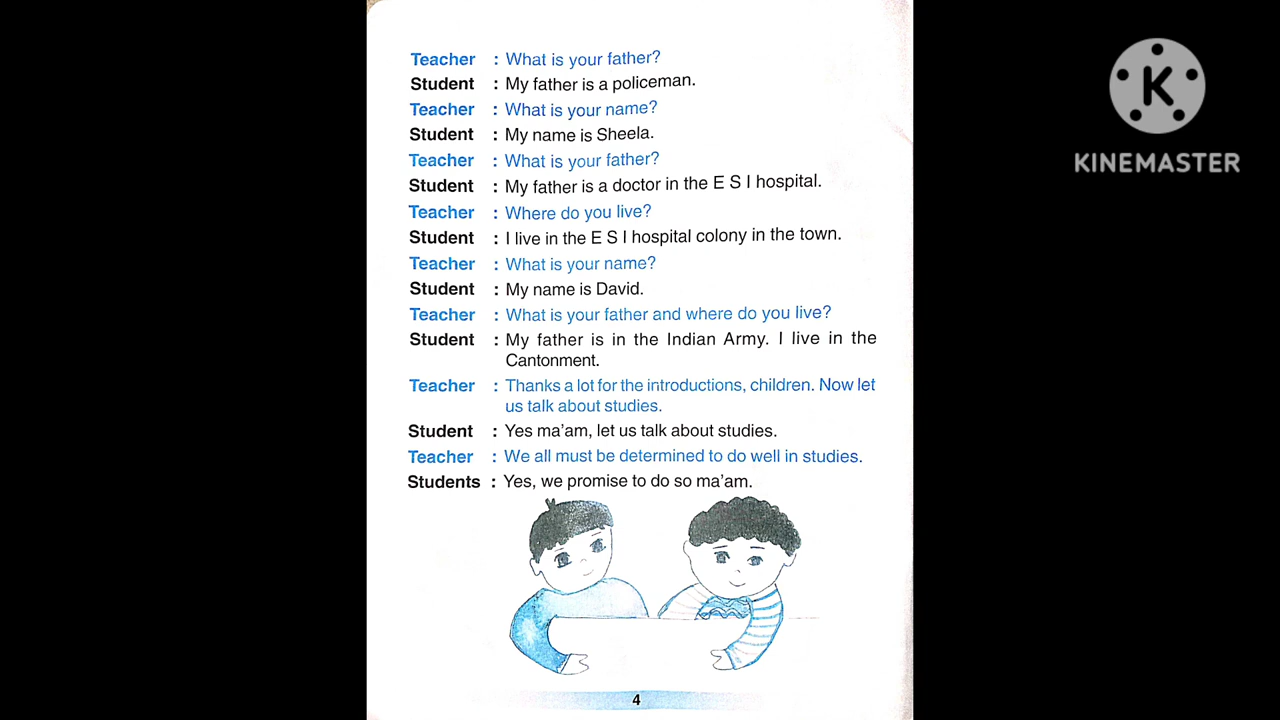 Teacher : What is your father?
Student : My father is a policeman.
Teacher : What is your name?
Student : My name is Sheela.
Teacher : What is your father?
Student : My father is a doctor in the E S I hospital.
Teacher : Where do you live?
Student : I live in the E S I hospital colony in the town.
Teacher : What is your name?
Student : My name is David.
Teacher : What is your father and where do you live?
Student : My father is in the Indian Army. I live in the
Cantonment.
Teacher : Thanks a lot for the introductions, children. Now let
us talk about studies.
Student : Yes ma'am, let us talk about studies.
Teacher : We all must be determined to do well in studies.
Students : Yes, we promise to do so ma'am.
4
K
KINEMASTER